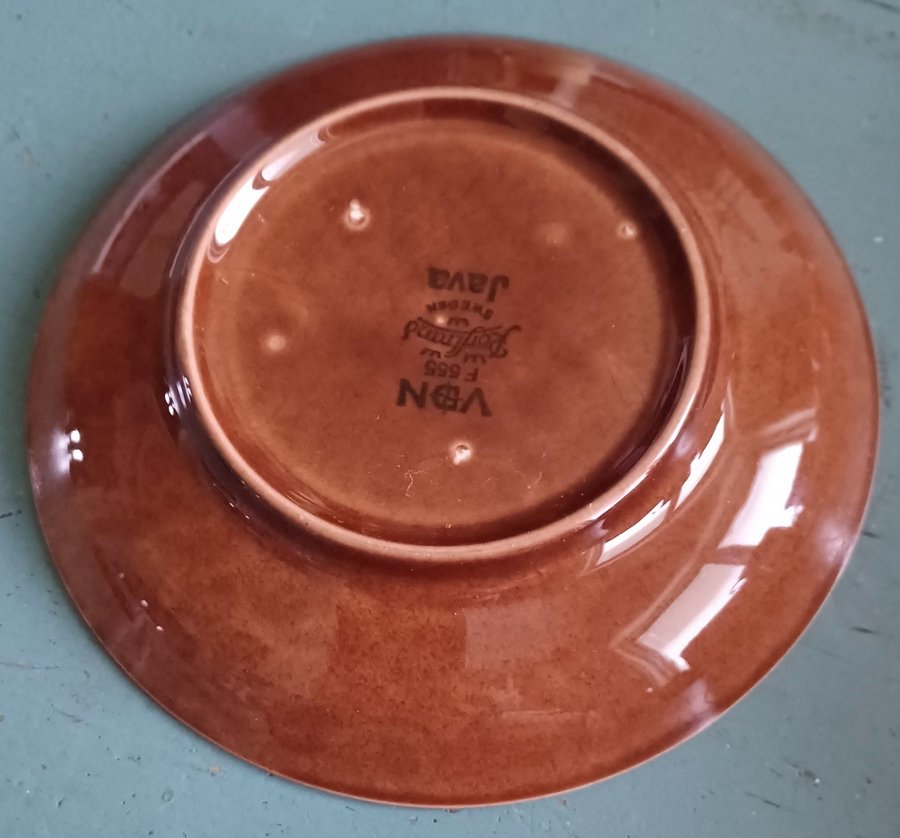 VDN
F 555
Rörstrand
SWEDEN
Java